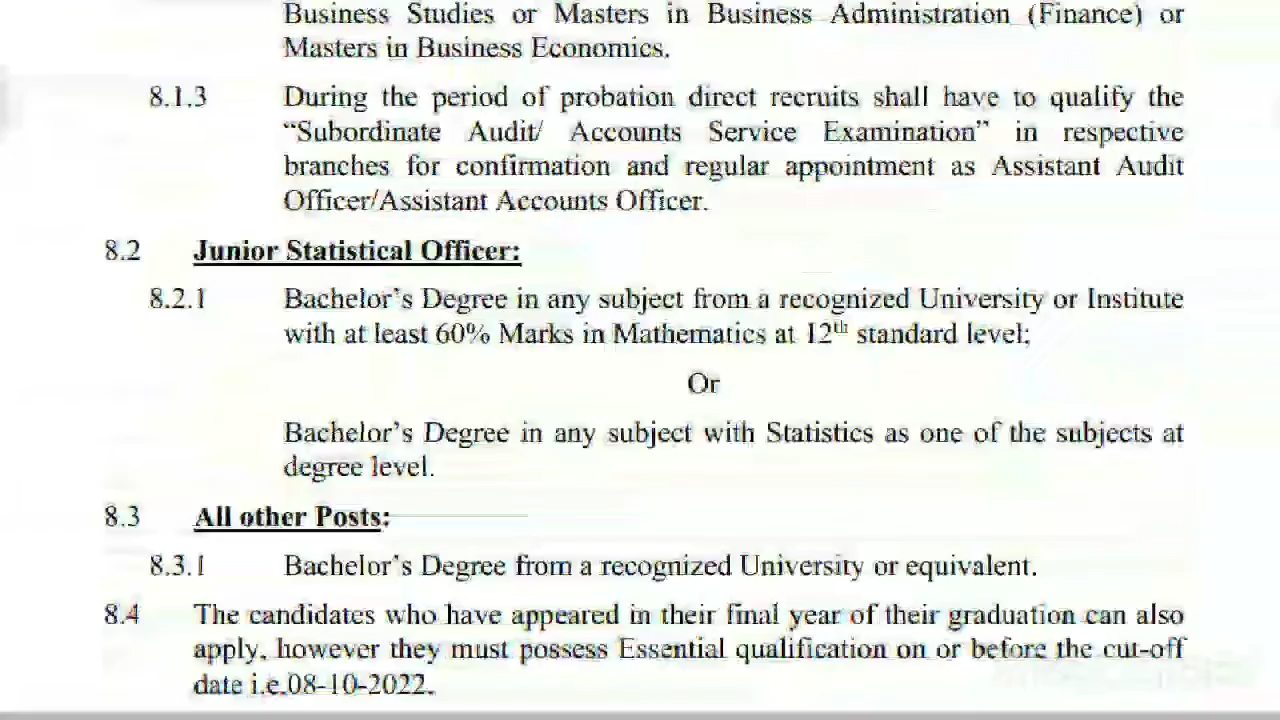 Business Studies or Masters in Business Administration (Finance) or
Masters in Business Economics.
8.1.3 During the period of probation direct recruits shall have to qualify the
“Subordinate Audit/ Accounts Service Examination” in respective
branches for confirmation and regular appointment as Assistant Audit
Officer/Assistant Accounts Officer.
8.2 Junior Statistical Officer:
8.2.1 Bachelor’s Degree in any subject from a recognized University or Institute
with at least 60% Marks in Mathematics at 12th standard level;
Or
Bachelor’s Degree in any subject with Statistics as one of the subjects at
degree level.
8.3 All other Posts:
8.3.1 Bachelor’s Degree from a recognized University or equivalent.
8.4 The candidates who have appeared in their final year of their graduation can also
apply, however they must possess Essential qualification on or before the cut-off
date i.e.08-10-2022.